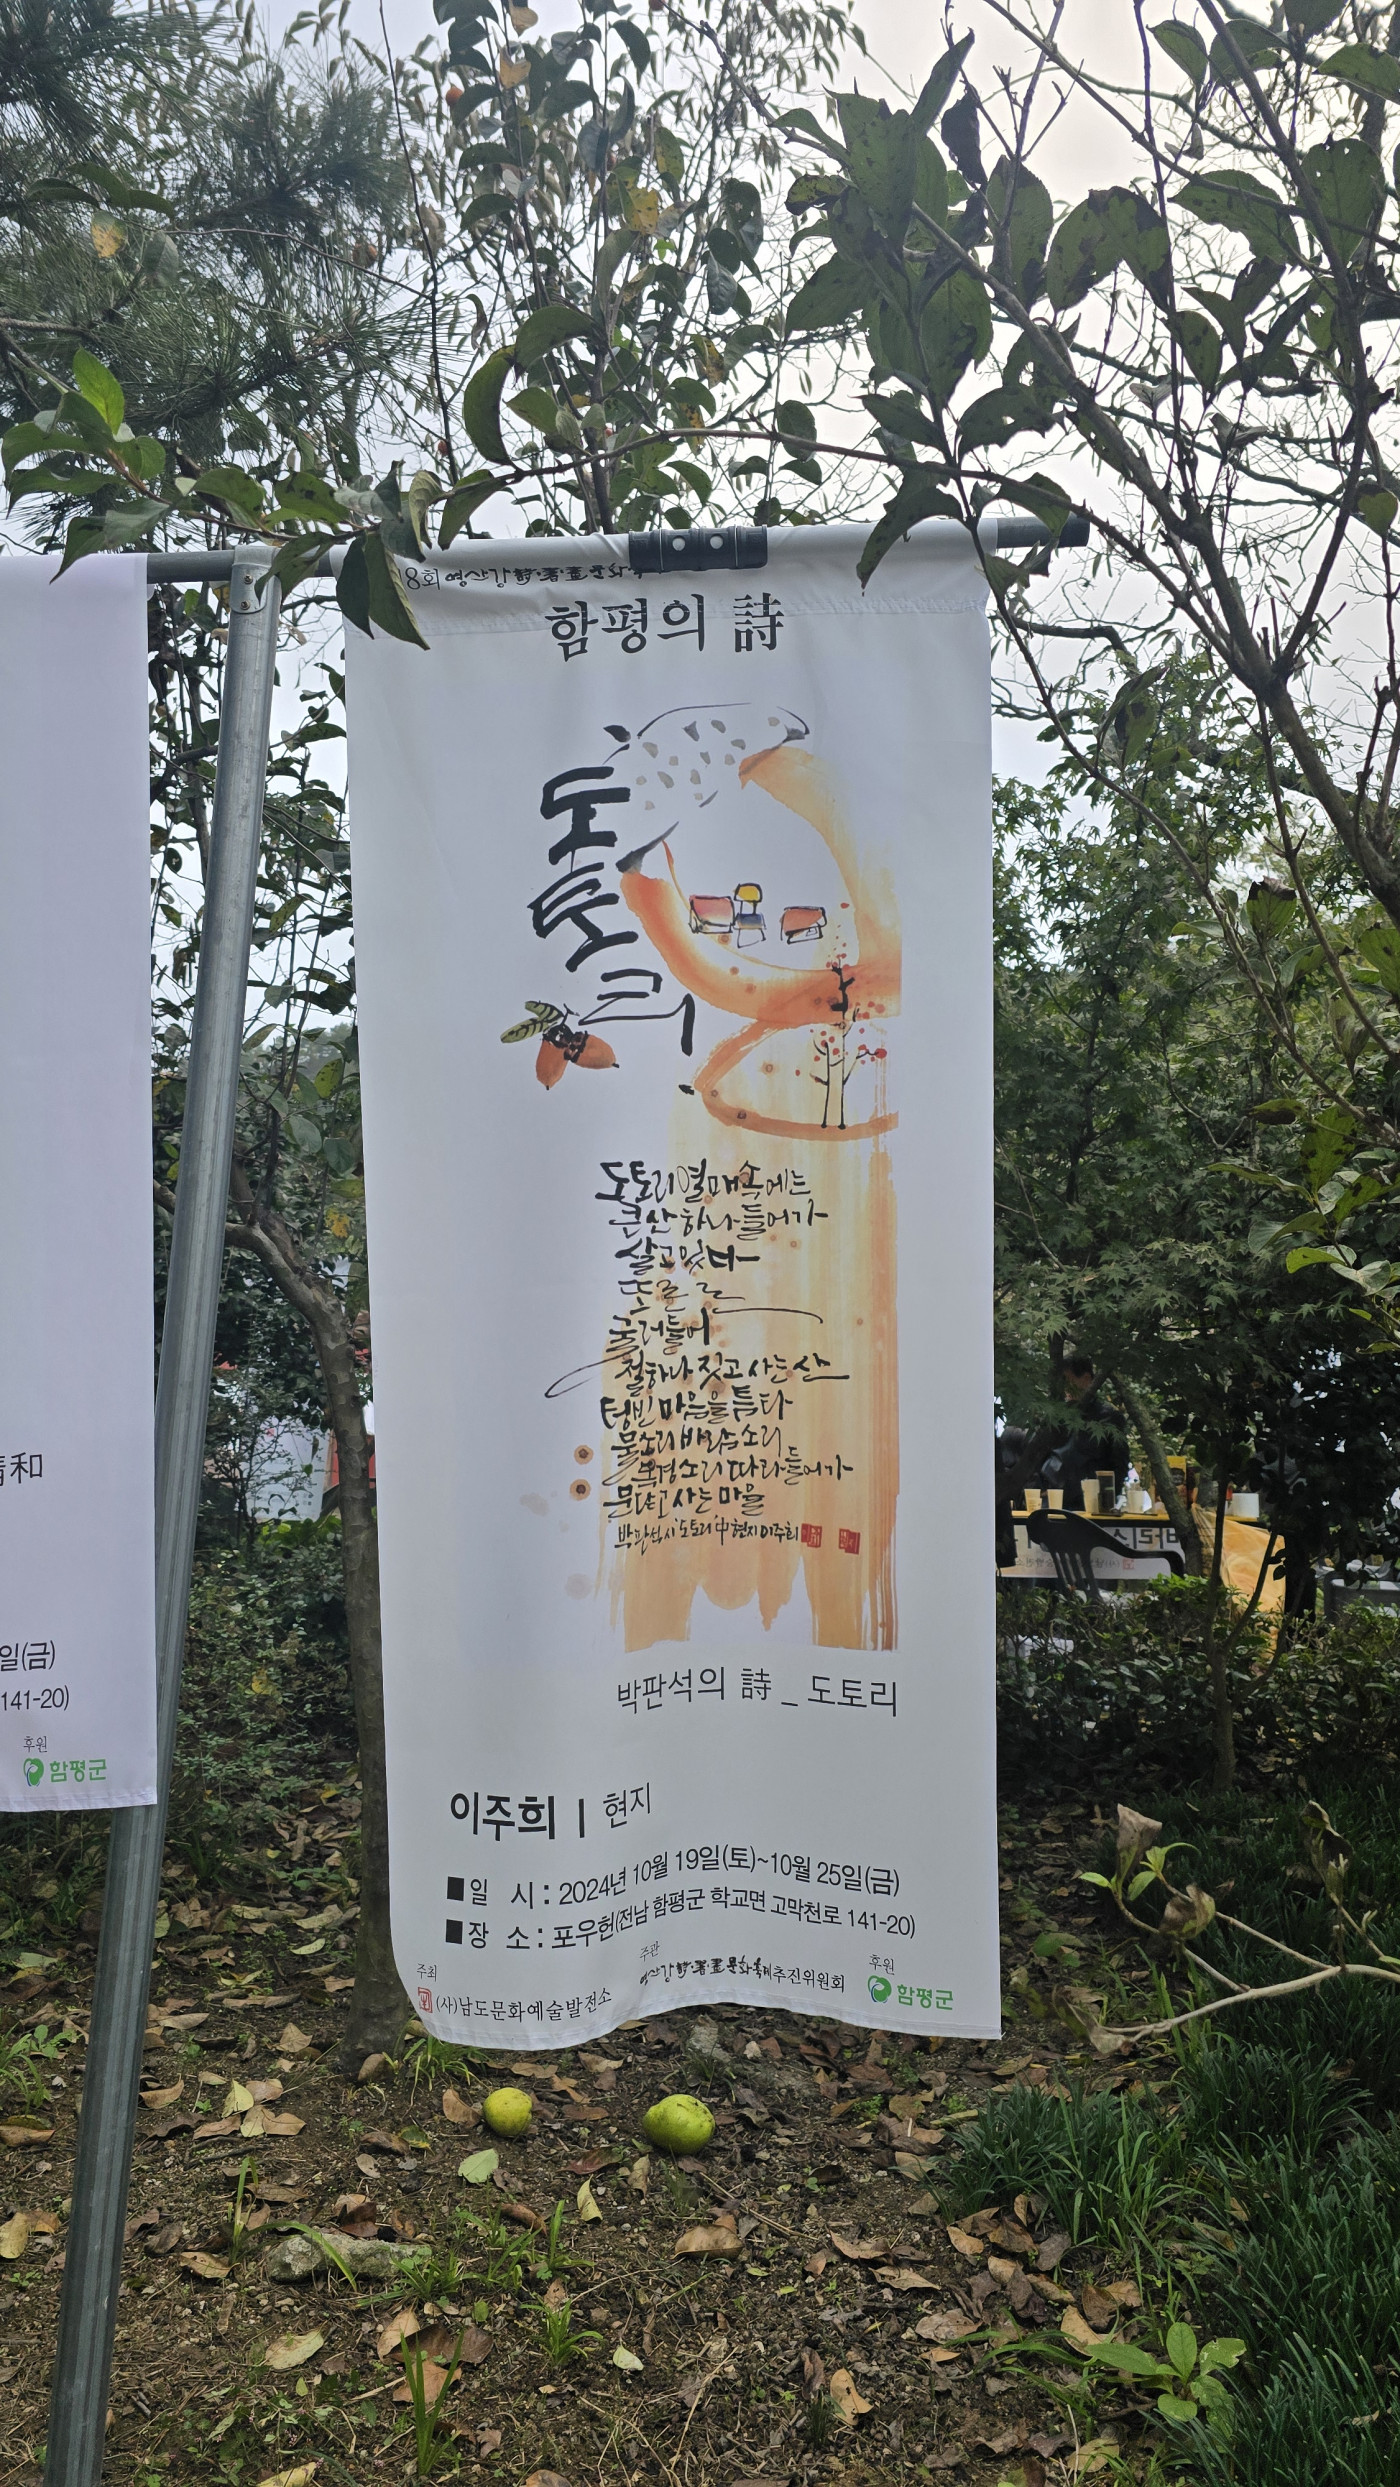 8회 영산강 詩·書·畫 문화축
함평의 詩
도토리
도토리 열매 속에는
큰 산 하나 들어가
살고 있다
또르르
굴러들어
절 하나 짓고 사는 산
텅빈 마음을 틈타
물소리 바람소리
목경소리 따라 들어가
문닫고 사는 마을
박판석 시 '도토리' 中 현지 이주희
박판석의 詩 _ 도토리
이주희 | 현지
■일 시 : 2024년 10월 19일(토)~10월 25일(금)
■장 소 : 포우헌(전남 함평군 학교면 고막천로 141-20)
주최
(사)남도문화예술발전소
주관
영산강 詩·書·畫 문화축제추진위원회
후원
함평군
和
일(금)
141-20)
후원
함평군